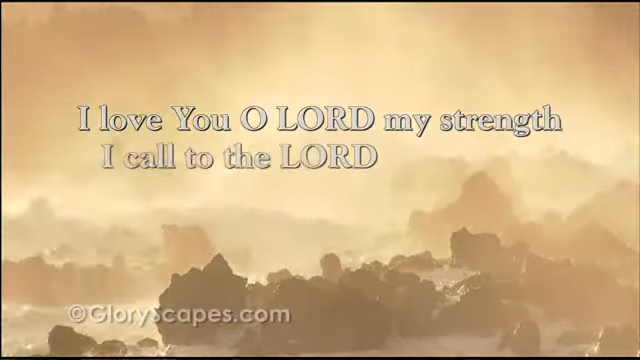 I love You O LORD my strength
I call to the LORD
©GloryScapes.com